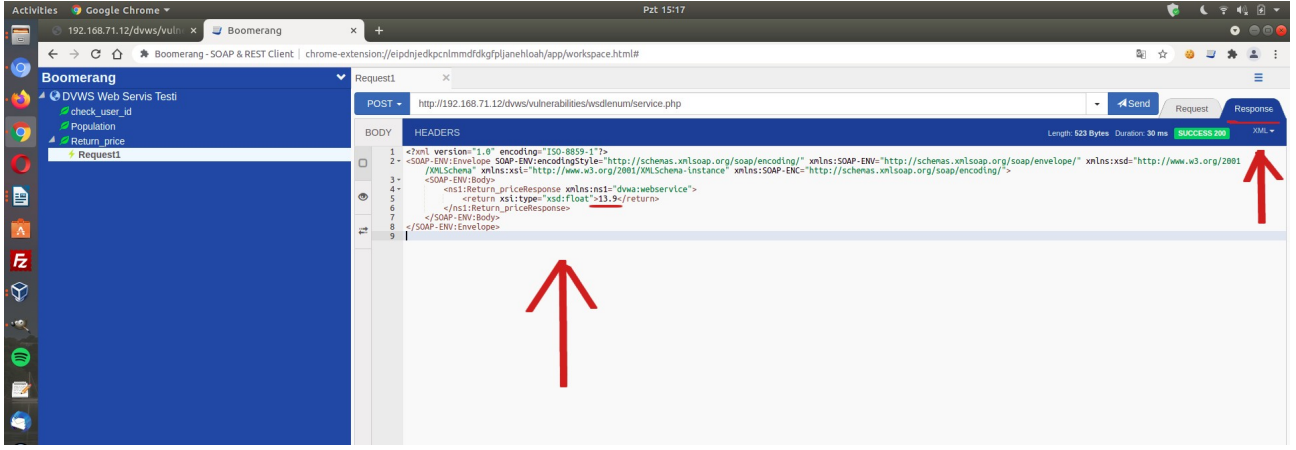 Activities Google Chrome Pzt 15:17
192.168.71.12/dvws/vuln Boomerang
Boomerang - SOAP & REST Client chrome-extension://eipdnjedkpcnlmmdfdkgfpljanehloah/app/workspace.html#
Boomerang
DVWS Web Servis Testi
check_user_id
Population
Return_price
Request1
Request1
POST http://192.168.71.12/dvws/vulnerabilities/wsdlenum/service.php Send Request Response
BODY HEADERS Length: 523 Bytes Duration: 30 ms SUCCESS 200 XML
1 <?xml version="1.0" encoding="ISO-8859-1"?>
2 <SOAP-ENV:Envelope SOAP-ENV:encodingStyle="http://schemas.xmlsoap.org/soap/encoding/" xmlns:SOAP-ENV="http://schemas.xmlsoap.org/soap/envelope/" xmlns:xsd="http://www.w3.org/2001
/XMLSchema" xmlns:xsi="http://www.w3.org/2001/XMLSchema-instance" xmlns:SOAP-ENC="http://schemas.xmlsoap.org/soap/encoding/">
3 <SOAP-ENV:Body>
4 <ns1:Return_priceResponse xmlns:ns1="dvwa:webservice">
5 <return xsi:type="xsd:float">13.9</return>
6 </ns1:Return_priceResponse>
7 </SOAP-ENV:Body>
8 </SOAP-ENV:Envelope>
9